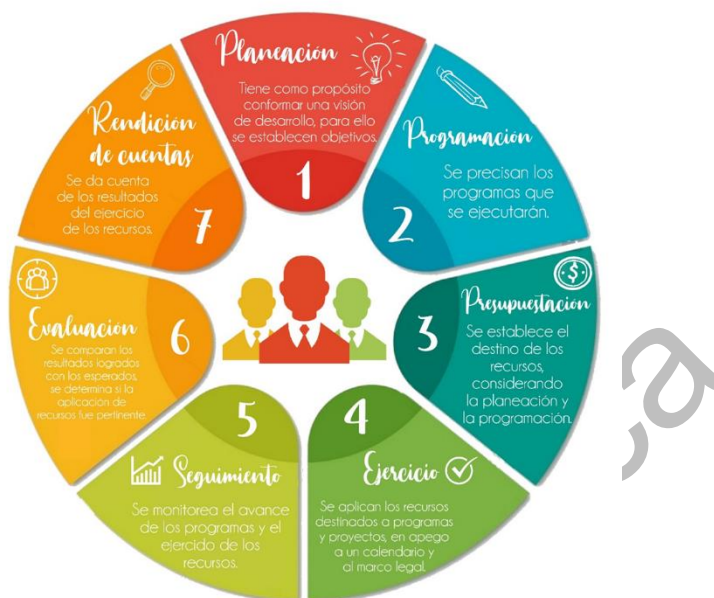 Planeación
Tiene como propósito
conformar una visión
de desarrollo, para ello
se establecen objetivos.
1
Programación
Se precisan los
programas que
se ejecutarán.
2
Presupuestación
Se establece el
destino de los
recursos,
considerando
la planeación y
la programación.
3
4
Ejercicio
Se aplican los recursos
destinados a programas
y proyectos, en apego
a un calendario y
al marco legal.
5
Seguimiento
Se monitorea el avance
de los programas y el
ejercido de los
recursos.
Evaluación
6
Se comparan los
resultados logrados
con los esperados,
se determina si la
aplicación de
recursos fue pertinente.
Rendición
de cuentas
Se da cuenta
de los resultados
del ejercicio
de los recursos.
7
ca